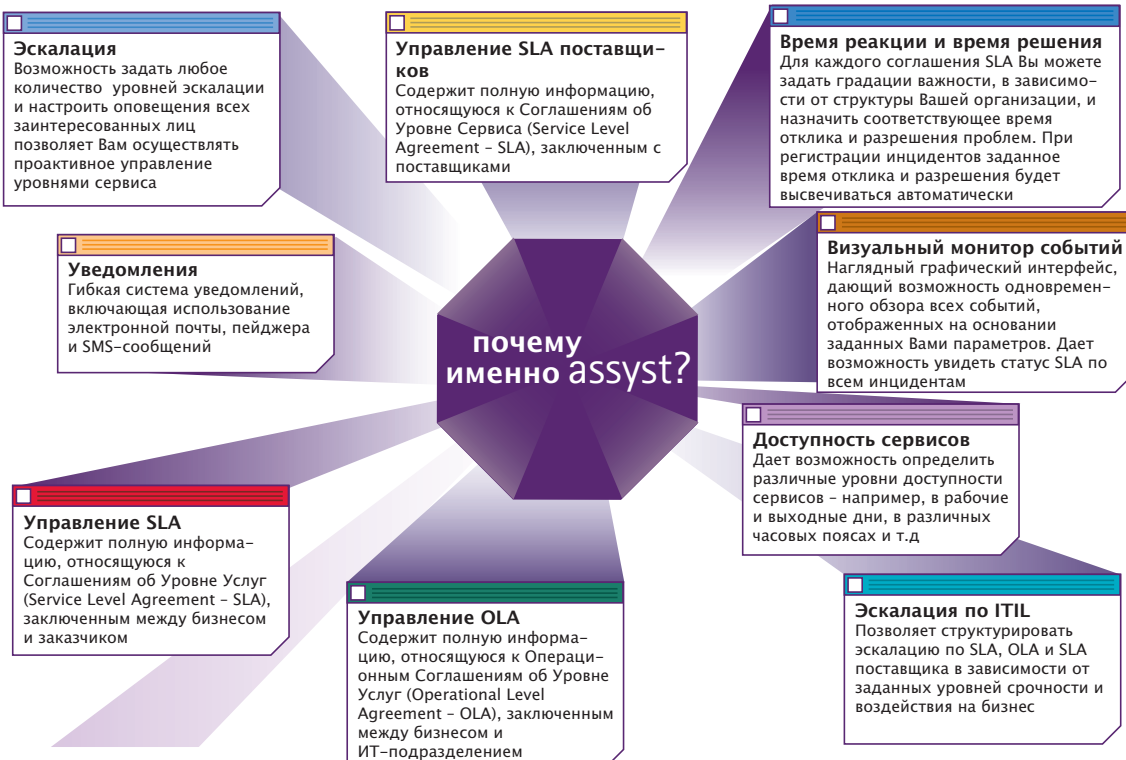 Эскалация
Возможность задать любое
количество уровней эскалации
и настроить оповещения всех
заинтересованных лиц
позволяет Вам осуществлять
проактивное управление
уровнями сервиса
Управление SLA поставщи-
ков
Содержит полную информацию,
относящуюся к Соглашениям об
Уровне Сервиса (Service Level
Agreement – SLA), заключенным с
поставщиками
Время реакции и время решения
Для каждого соглашения SLA Вы можете
задать градации важности, в зависимо-
сти от структуры Вашей организации, и
назначить соответствующее время
отклика и разрешения проблем. При
регистрации инцидентов заданное
время отклика и разрешения будет
высвечиваться автоматически
Уведомления
Гибкая система уведомлений,
включающая использование
электронной почты, пейджера
и SMS-сообщений
почему
именно assyst?
Визуальный монитор событий
Наглядный графический интерфейс,
дающий возможность одновремен-
ного обзора всех событий,
отображенных на основании
заданных Вами параметров. Дает
возможность увидеть статус SLA по
всем инцидентам
Доступность сервисов
Дает возможность определить
различные уровни доступности
сервисов – например, в рабочие
и выходные дни, в различных
часовых поясах и т.д
Управление SLA
Содержит полную информа-
цию, относящуюся к
Соглашениям об Уровне Услуг
(Service Level Agreement – SLA),
заключенным между бизнесом
и заказчиком
Управление OLA
Содержит полную информа-
цию, относящуюся к Операци-
онным Соглашениям об Уровне
Услуг (Operational Level
Agreement – OLA), заключенным
между бизнесом и
ИТ-подразделением
Эскалация по ITIL
Позволяет структурировать
эскалацию по SLA, OLA и SLA
поставщика в зависимости от
заданных уровней срочности и
воздействия на бизнес